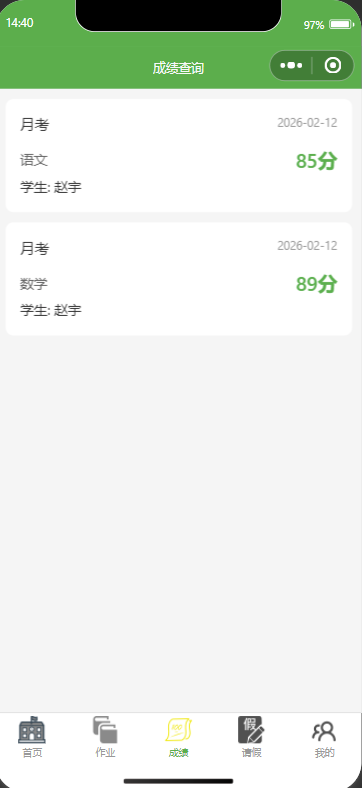 14:40
97%
成绩查询
月考
2026-02-12
语文
85分
学生: 赵宇
月考
2026-02-12
数学
89分
学生: 赵宇
假
首页
作业
成绩
请假
我的